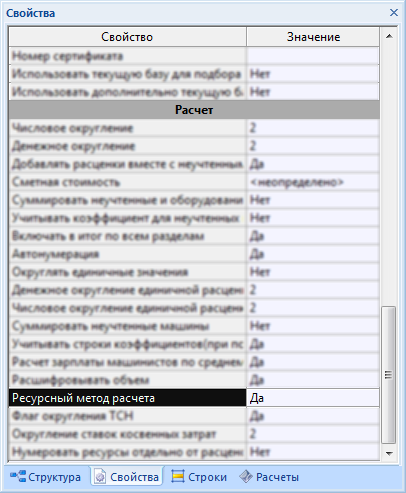 Свойства
Свойство Значение
Номер сертификата
Использовать текущую базу для подбора Нет
Использовать дополнительно текущую ба Нет
Расчет
Числовое округление 2
Денежное округление 2
Добавлять расценки вместе с неучтенным Да
Сметная стоимость <неопределено>
Суммировать неучтенные и оборудовани Нет
Учитывать коэффициент для неучтенных Нет
Включать в итог по всем разделам Да
Автонумерация Да
Округлять единичные значения Нет
Денежное округление единичной расцен 2
Числовое округление единичной расцен 2
Суммировать неучтенные машины Нет
Учитывать строки коэффициентов(при по Да
Расчет зарплаты машинистов по среднем Да
Расшифровывать объем Да
Ресурсный метод расчета Да
Флаг округления ТСН Да
Округление ставок косвенных затрат 2
Нумеровать ресурсы отдельно от расцен Нет
Структура Свойства Строки Расчеты